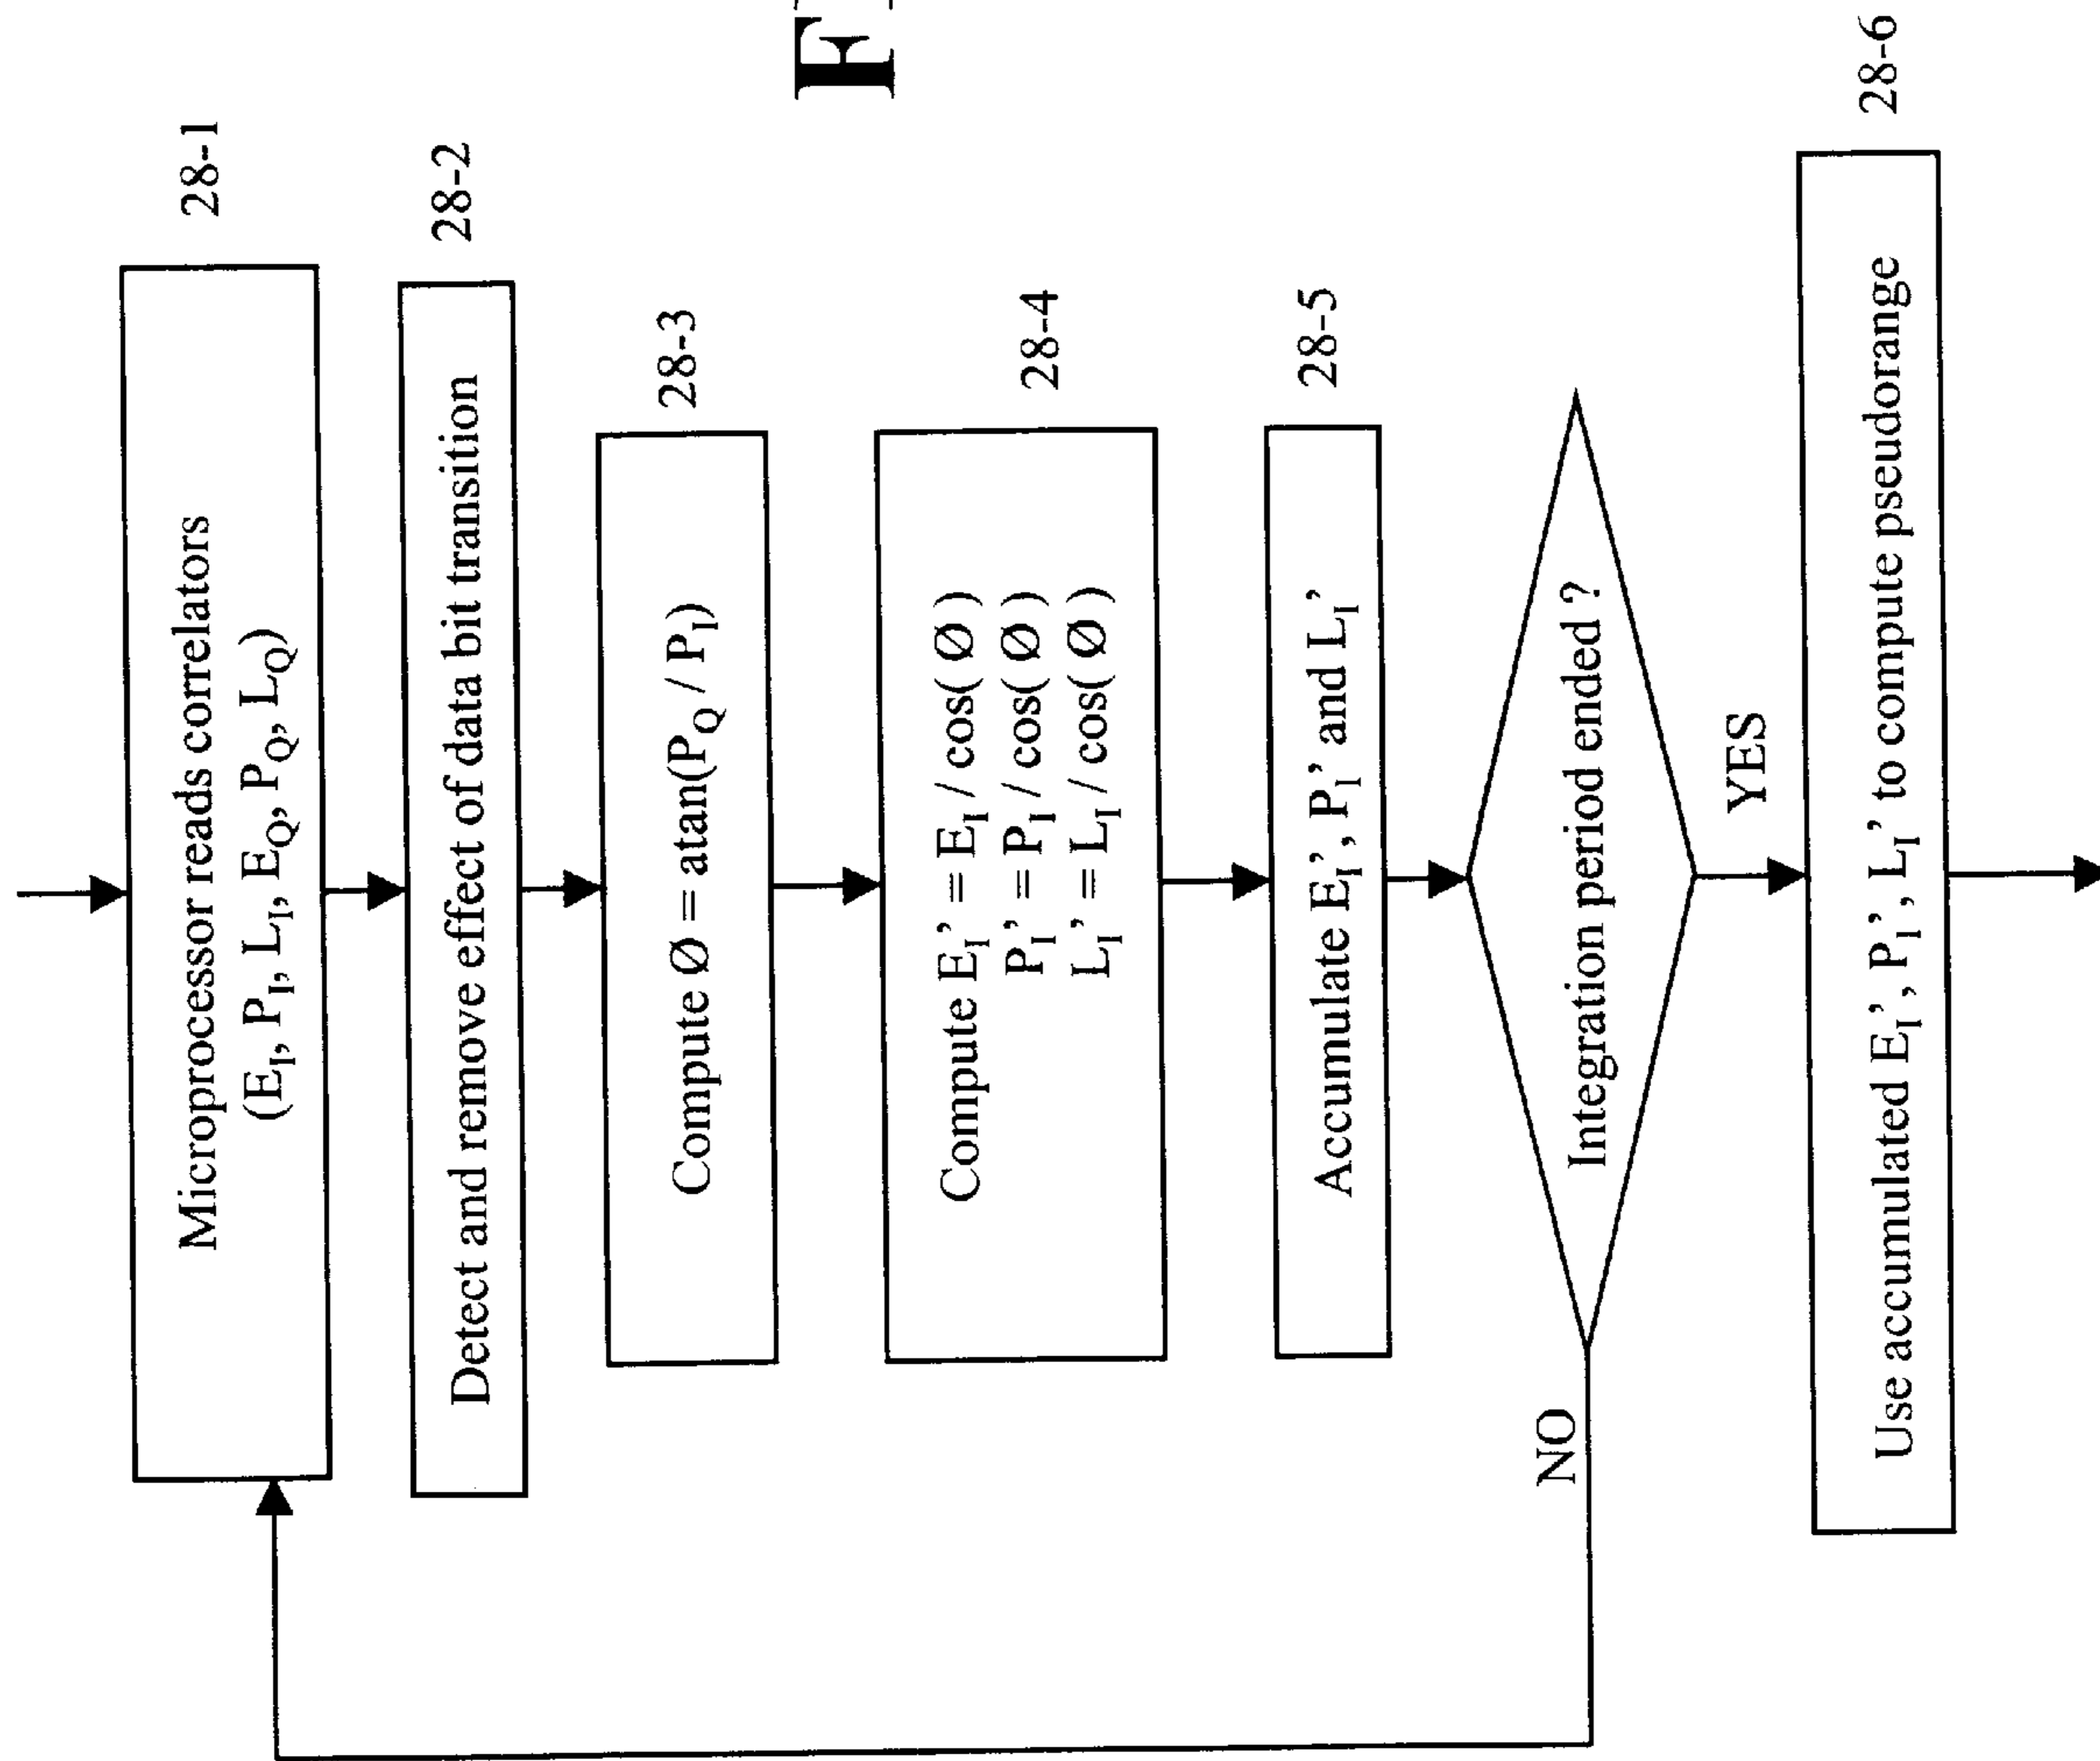 Microprocessor reads correlators
(E_I, P_I, L_I, E_Q, P_Q, L_Q)
28-1
Detect and remove effect of data bit transition
28-2
Compute Ø = atan(P_Q / P_I)
28-3
Compute E_I' = E_I / cos( Ø )
P_I' = P_I / cos( Ø )
L_I' = L_I / cos( Ø )
28-4
Accumulate E_I', P_I' and L_I'
28-5
Integration period ended ?
NO
YES
Use accumulated E_I', P_I', L_I' to compute pseudorange
28-6